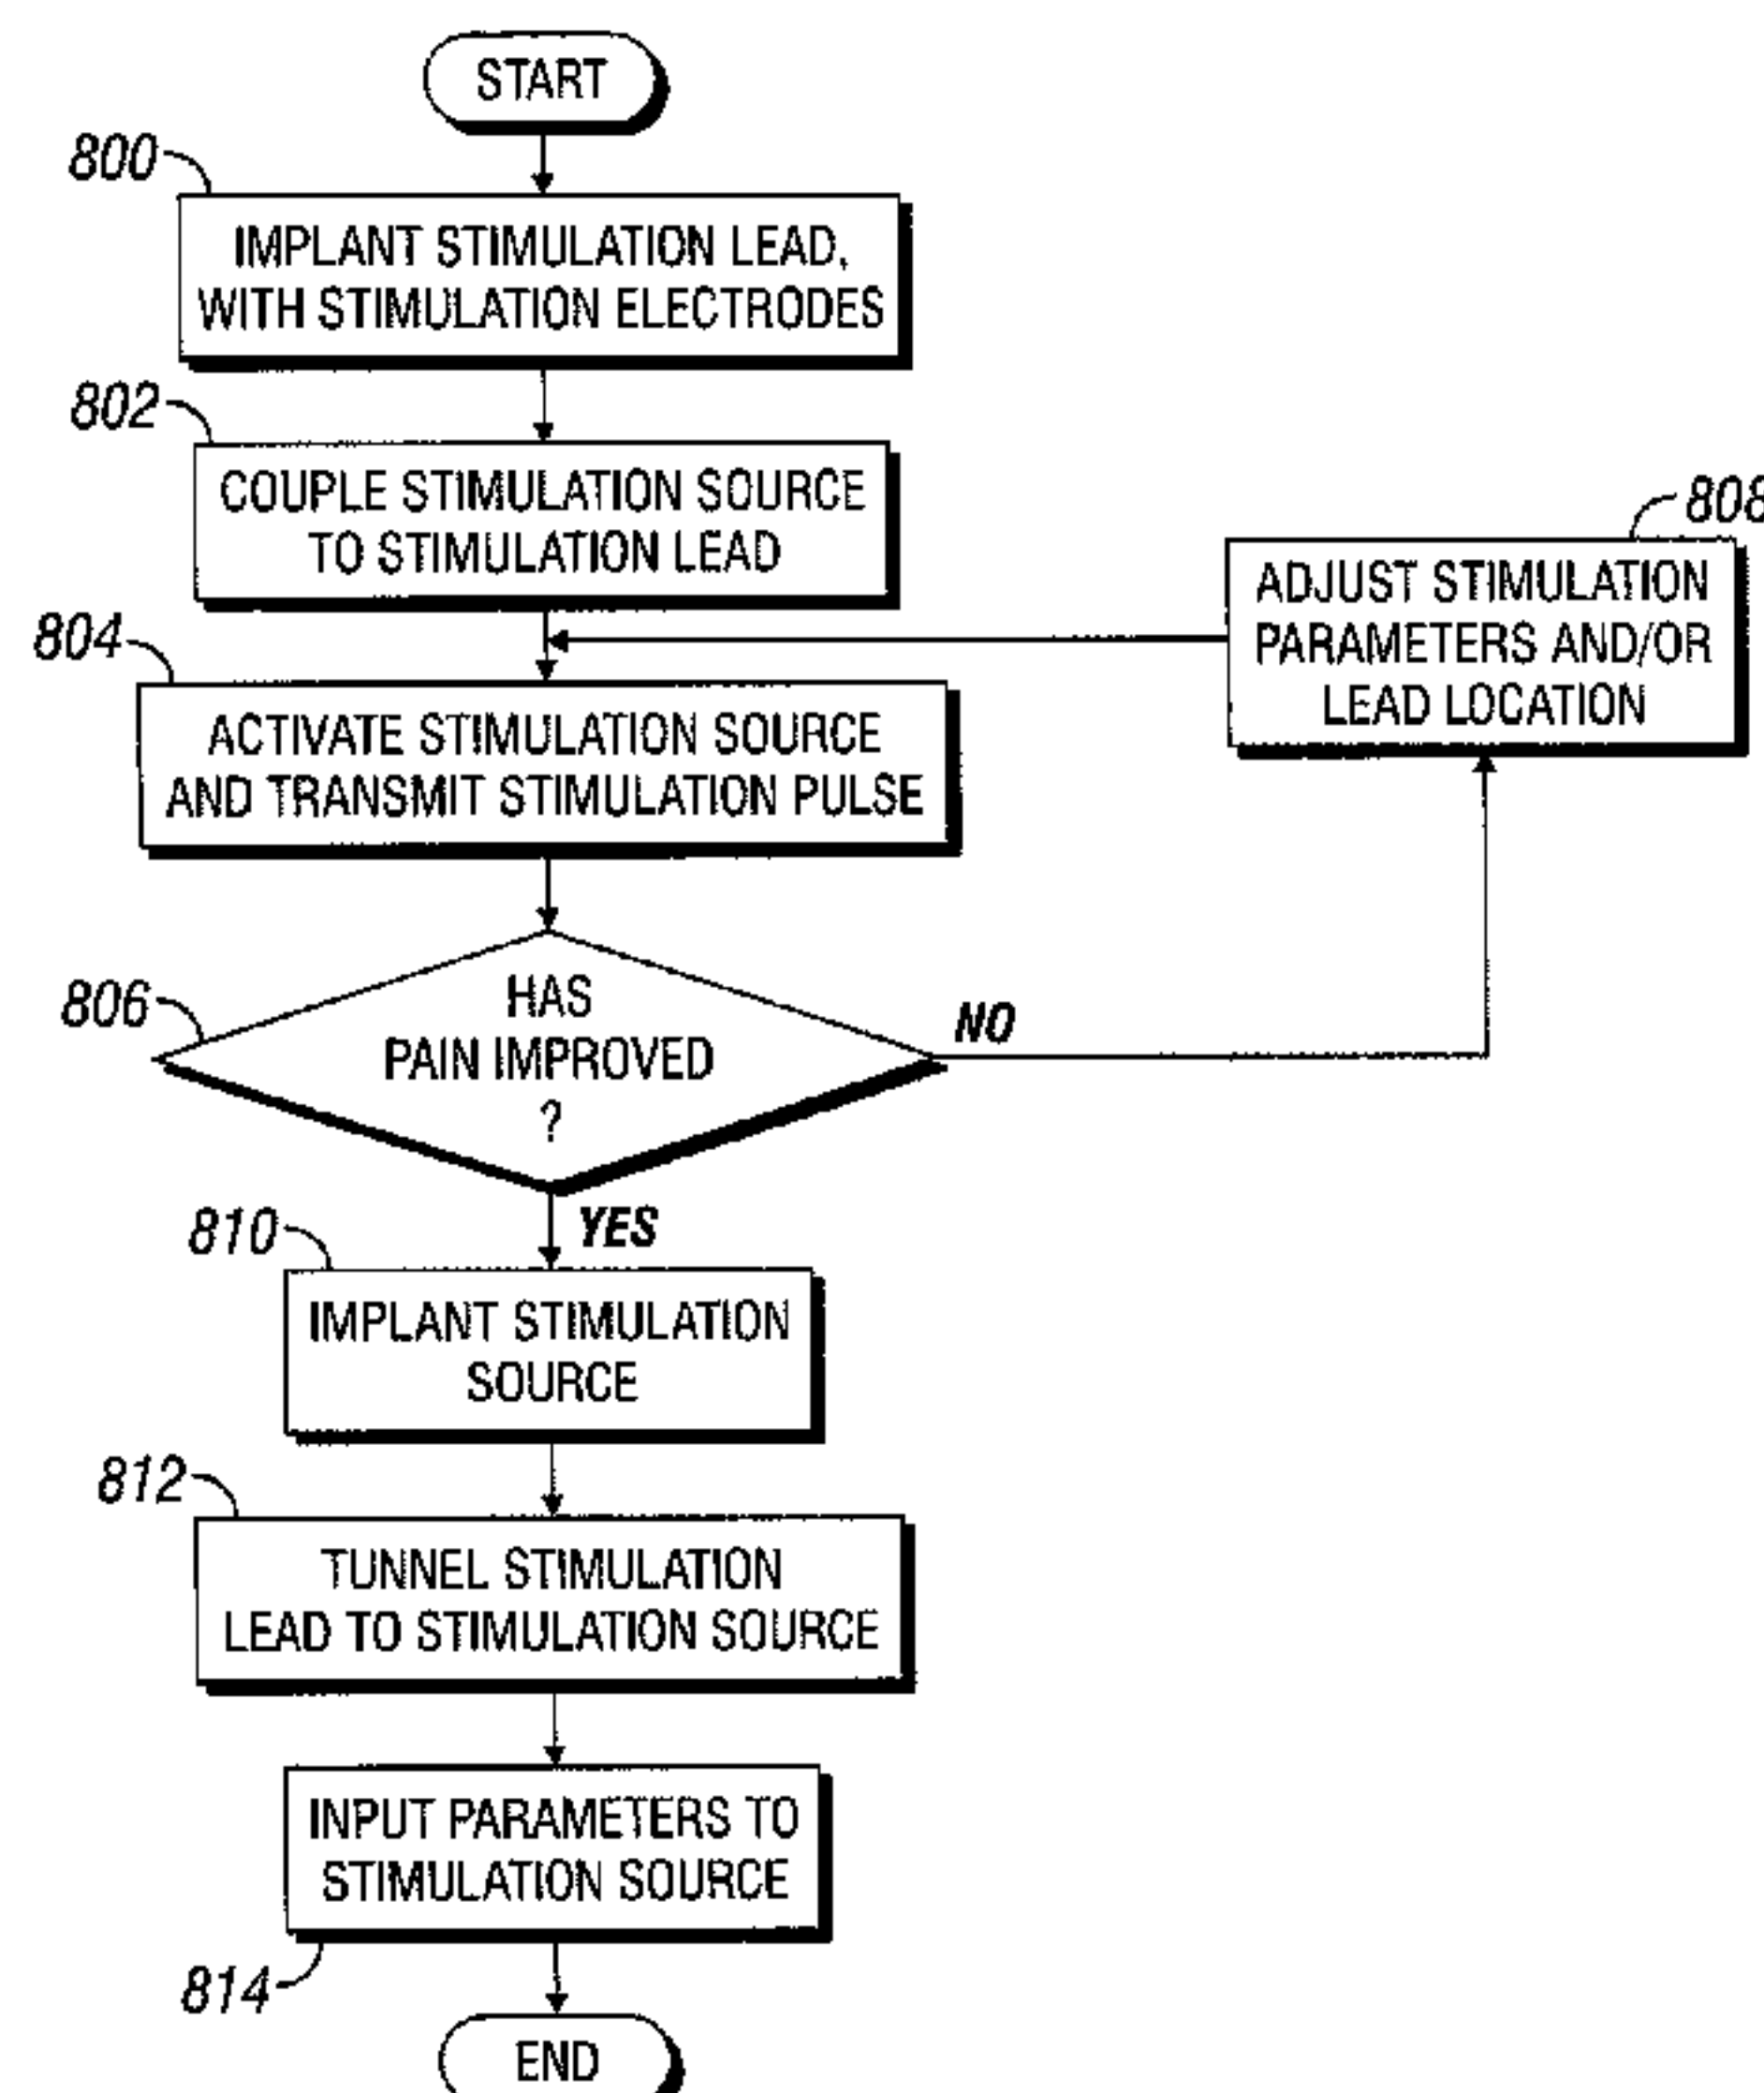 START
800
IMPLANT STIMULATION LEAD,
WITH STIMULATION ELECTRODES
802
COUPLE STIMULATION SOURCE
TO STIMULATION LEAD
808
ADJUST STIMULATION
PARAMETERS AND/OR
LEAD LOCATION
804
ACTIVATE STIMULATION SOURCE
AND TRANSMIT STIMULATION PULSE
806
HAS
PAIN IMPROVED
?
NO
YES
810
IMPLANT STIMULATION
SOURCE
812
TUNNEL STIMULATION
LEAD TO STIMULATION SOURCE
INPUT PARAMETERS TO
STIMULATION SOURCE
814
END